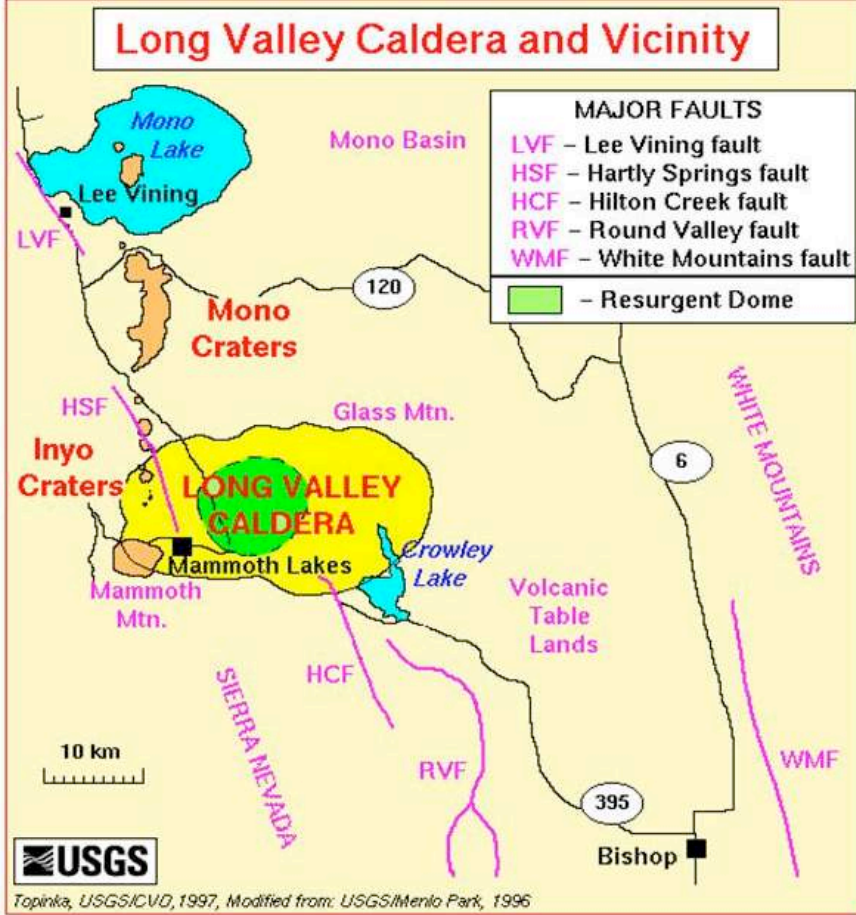 Long Valley Caldera and Vicinity
MAJOR FAULTS
LVF – Lee Vining fault
HSF – Hartly Springs fault
HCF – Hilton Creek fault
RVF – Round Valley fault
WMF – White Mountains fault
– Resurgent Dome
Mono
Lake
Mono Basin
Lee Vining
LVF
120
Mono
Craters
HSF
Glass Mtn.
WHITE MOUNTAINS
Inyo
Craters
6
LONG VALLEY
CALDERA
Crowley
Lake
Mammoth Lakes
Mammoth
Mtn.
Volcanic
Table
Lands
HCF
SIERRA NEVADA
10 km
RVF
WMF
395
Bishop
USGS
Topinka, USGS/CVO,1997, Modified from: USGS/Menlo Park, 1996